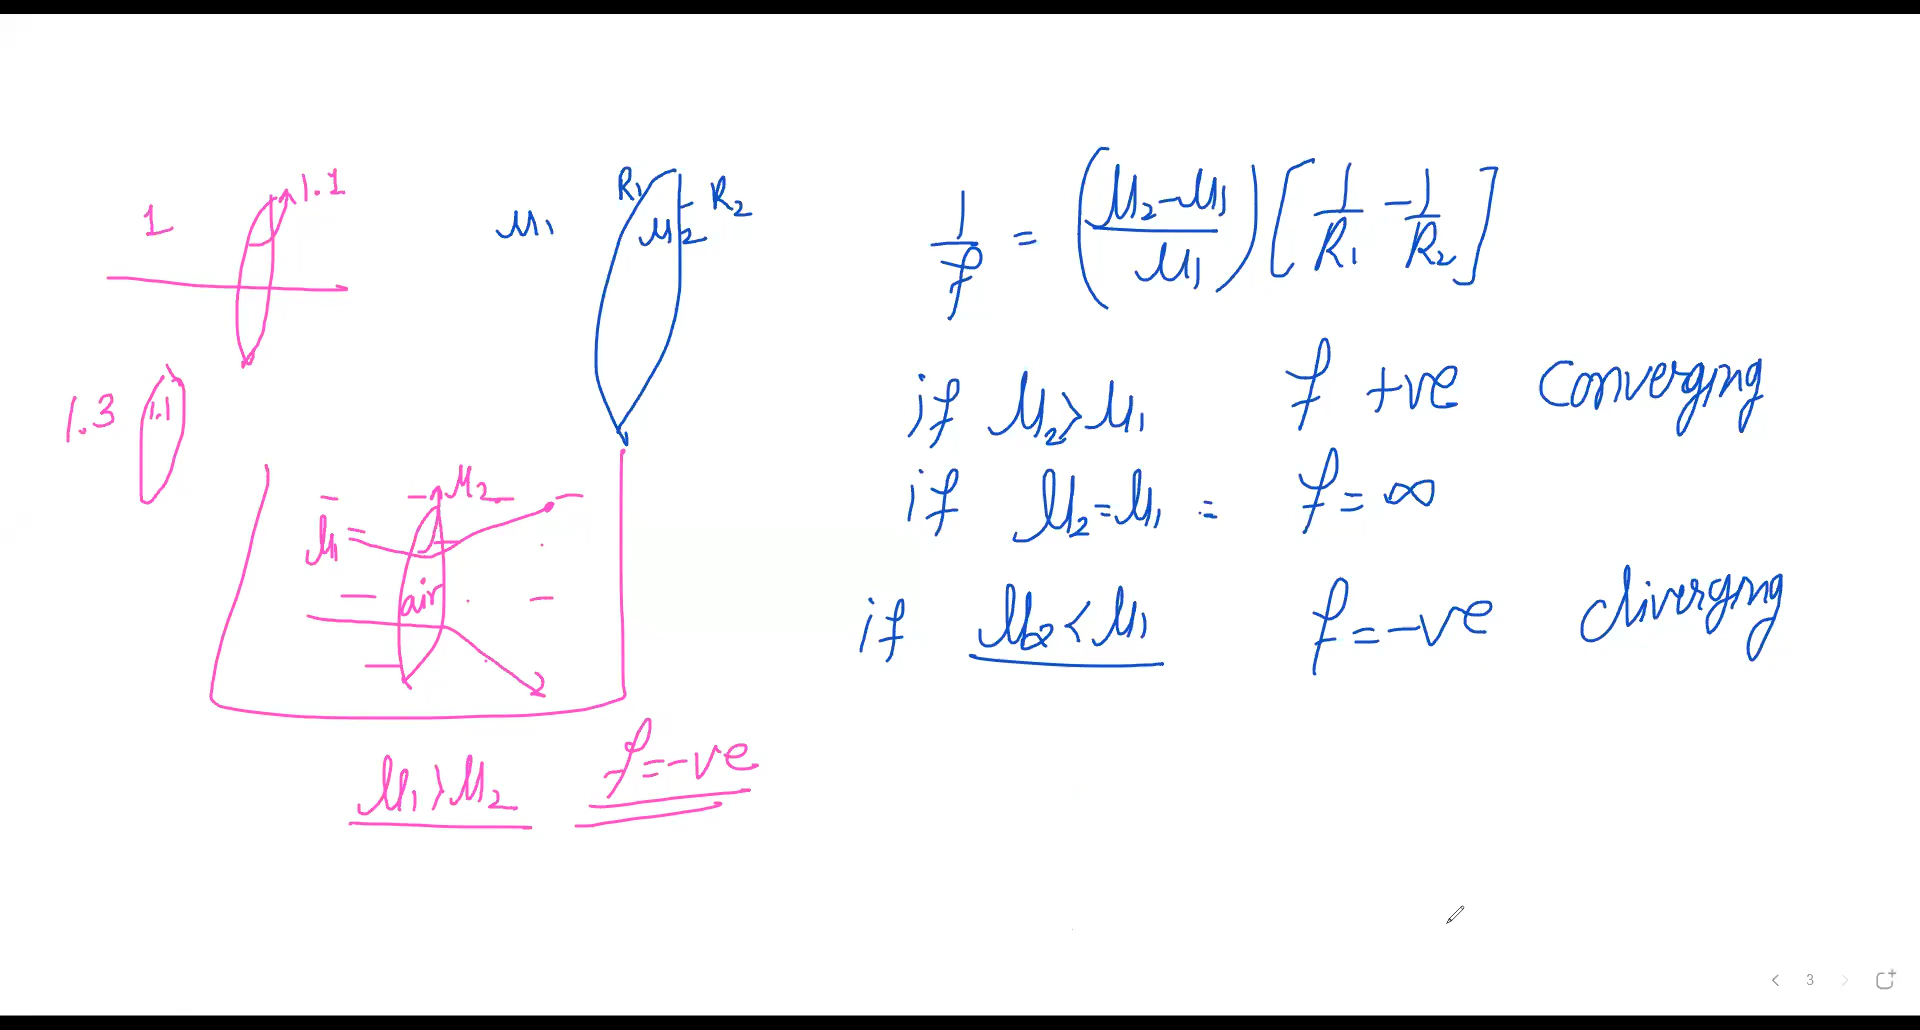 1 1.1
1.3 1.1
μ₁ R₁ μ₂ -R₂
1/f = (μ₂-μ₁/μ₁) [1/R₁ - 1/R₂]
if μ₂>μ₁ f +ve Converging
if μ₂=μ₁ = f=∞
if μ₂<μ₁ f=-ve diverging
μ₂
μ₁
air
μ₁>μ₂ f=-ve
3